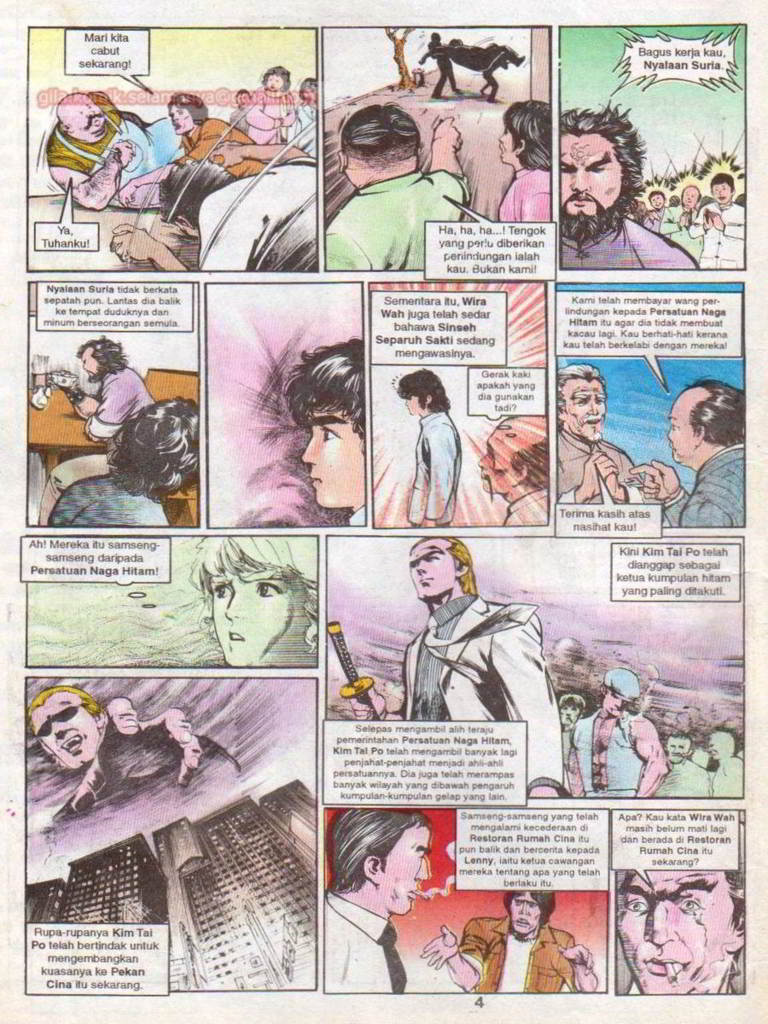 Mari kita
cabut
sekarang!
Ya,
Tuhanku!
Ha, ha, ha...! Tengok
yang perlu diberikan
perlindungan ialah
kau. Bukan kami!
Bagus kerja kau,
Nyalaan Suria.
Nyalaan Suria tidak berkata
sepatah pun. Lantas dia balik
ke tempat duduknya dan
minum berseorangan semula.
Sementara itu, Wira
Wah juga telah sedar
bahawa Sinseh
Separuh Sakti sedang
mengawasinya.
Gerak kaki
apakah yang
dia gunakan
tadi?
Kami telah membayar wang per-
lindungan kepada Persatuan Naga
Hitam itu agar dia tidak membuat
kacau lagi. Kau berhati-hati kerana
kau telah berkelahi dengan mereka!
Terima kasih atas
nasihat kau!
Ah! Mereka itu samseng-
samseng daripada
Persatuan Naga Hitam!
Kini Kim Tai Po telah
dianggap sebagai
ketua kumpulan hitam
yang paling ditakuti.
Selepas mengambil alih teraju
pemerintahan Persatuan Naga Hitam,
Kim Tai Po telah mengambil banyak lagi
penjahat-penjahat menjadi ahli-ahli
persatuannya. Dia juga telah merampas
banyak wilayah yang dibawah pengaruh
kumpulan-kumpulan gelap yang lain.
Rupa-rupanya Kim Tai
Po telah bertindak untuk
mengembangkan
kuasanya ke Pekan
Cina itu sekarang.
Samseng-samseng yang telah
mengalami kecederaan di
Restoran Rumah Cina itu
pun balik dan bercerita kepada
Lenny, iaitu ketua cawangan
mereka tentang apa yang telah
berlaku itu.
Apa? Kau kata Wira Wah
masih belum mati lagi
dan berada di Restoran
Rumah Cina itu
sekarang?
4